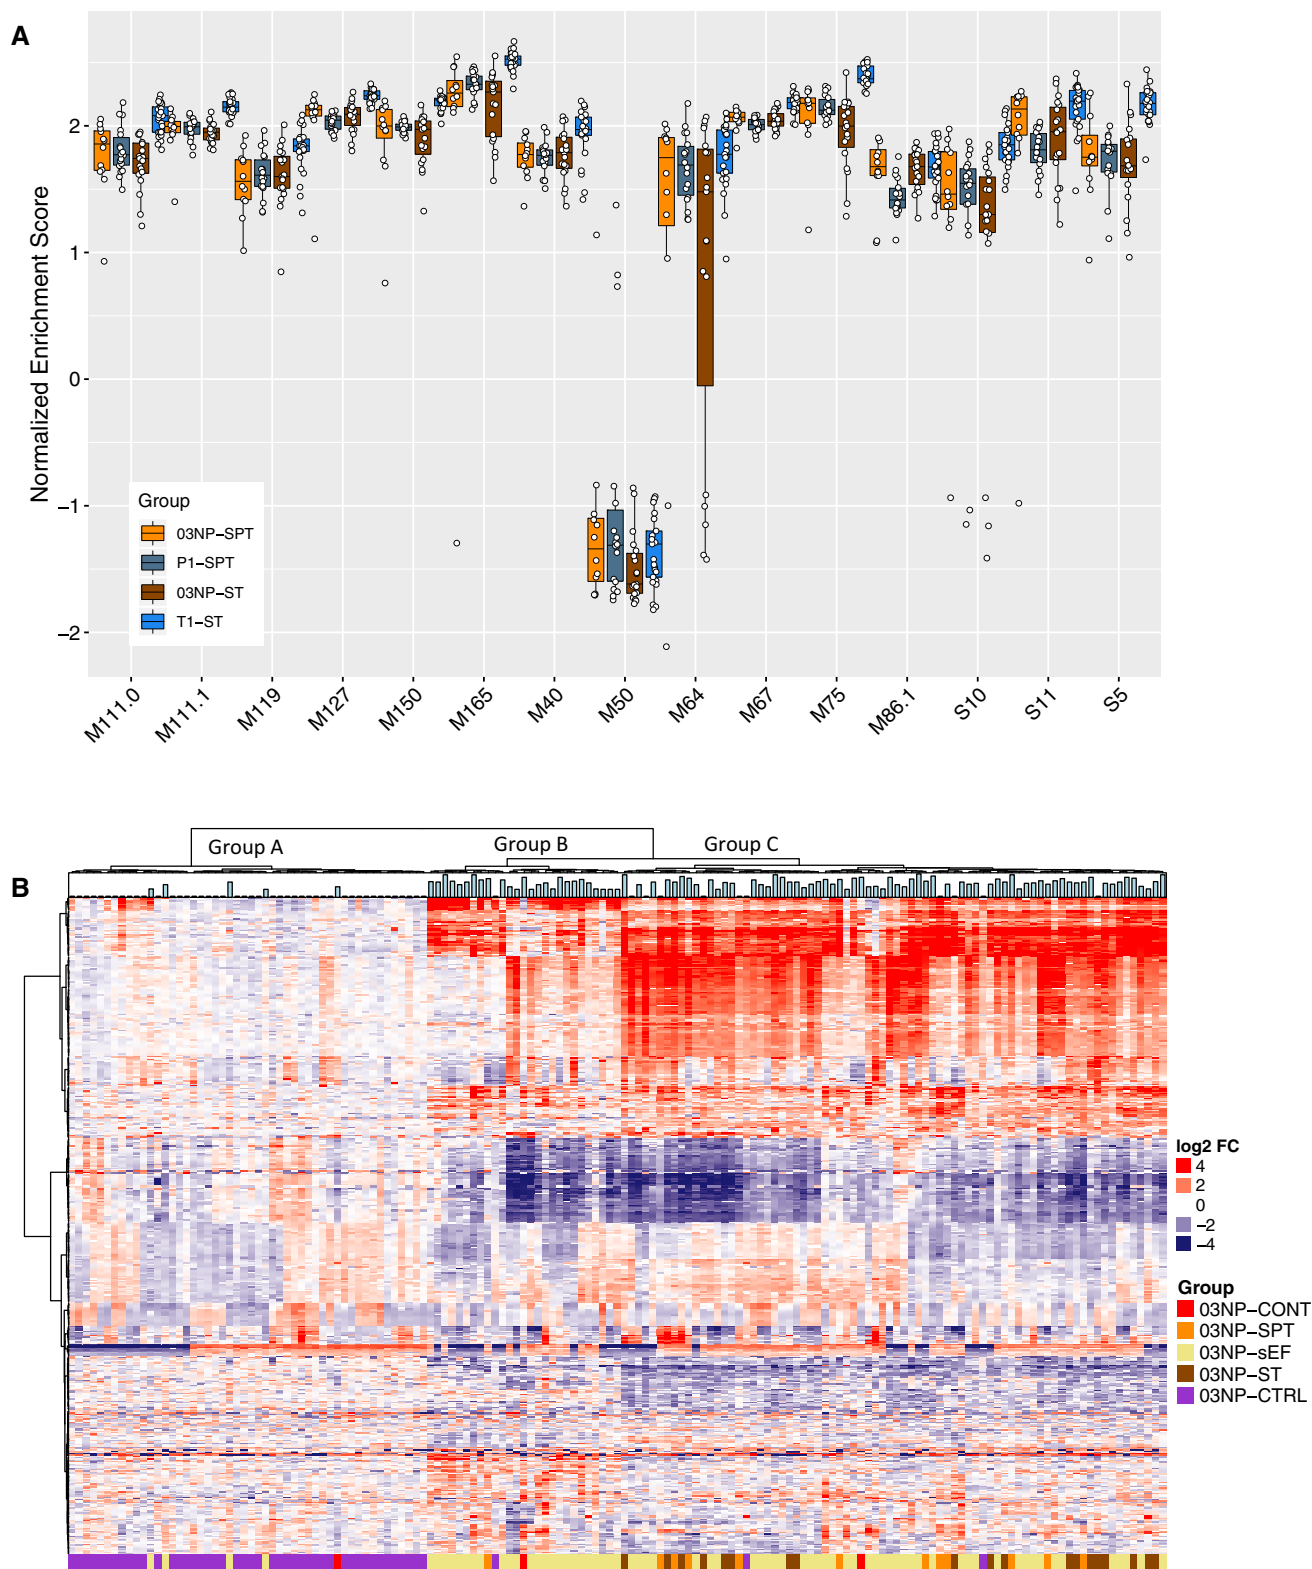 A
Normalized Enrichment Score
2
1
0
−1
−2
Group
03NP−SPT
P1−SPT
03NP−ST
T1−ST
M111.0
M111.1
M119
M127
M150
M165
M40
M50
M64
M67
M75
M86.1
S10
S11
S5
B
Group A
Group B
Group C
log2 FC
4
2
0
−2
−4
Group
03NP−CONT
03NP−SPT
03NP−sEF
03NP−ST
03NP−CTRL